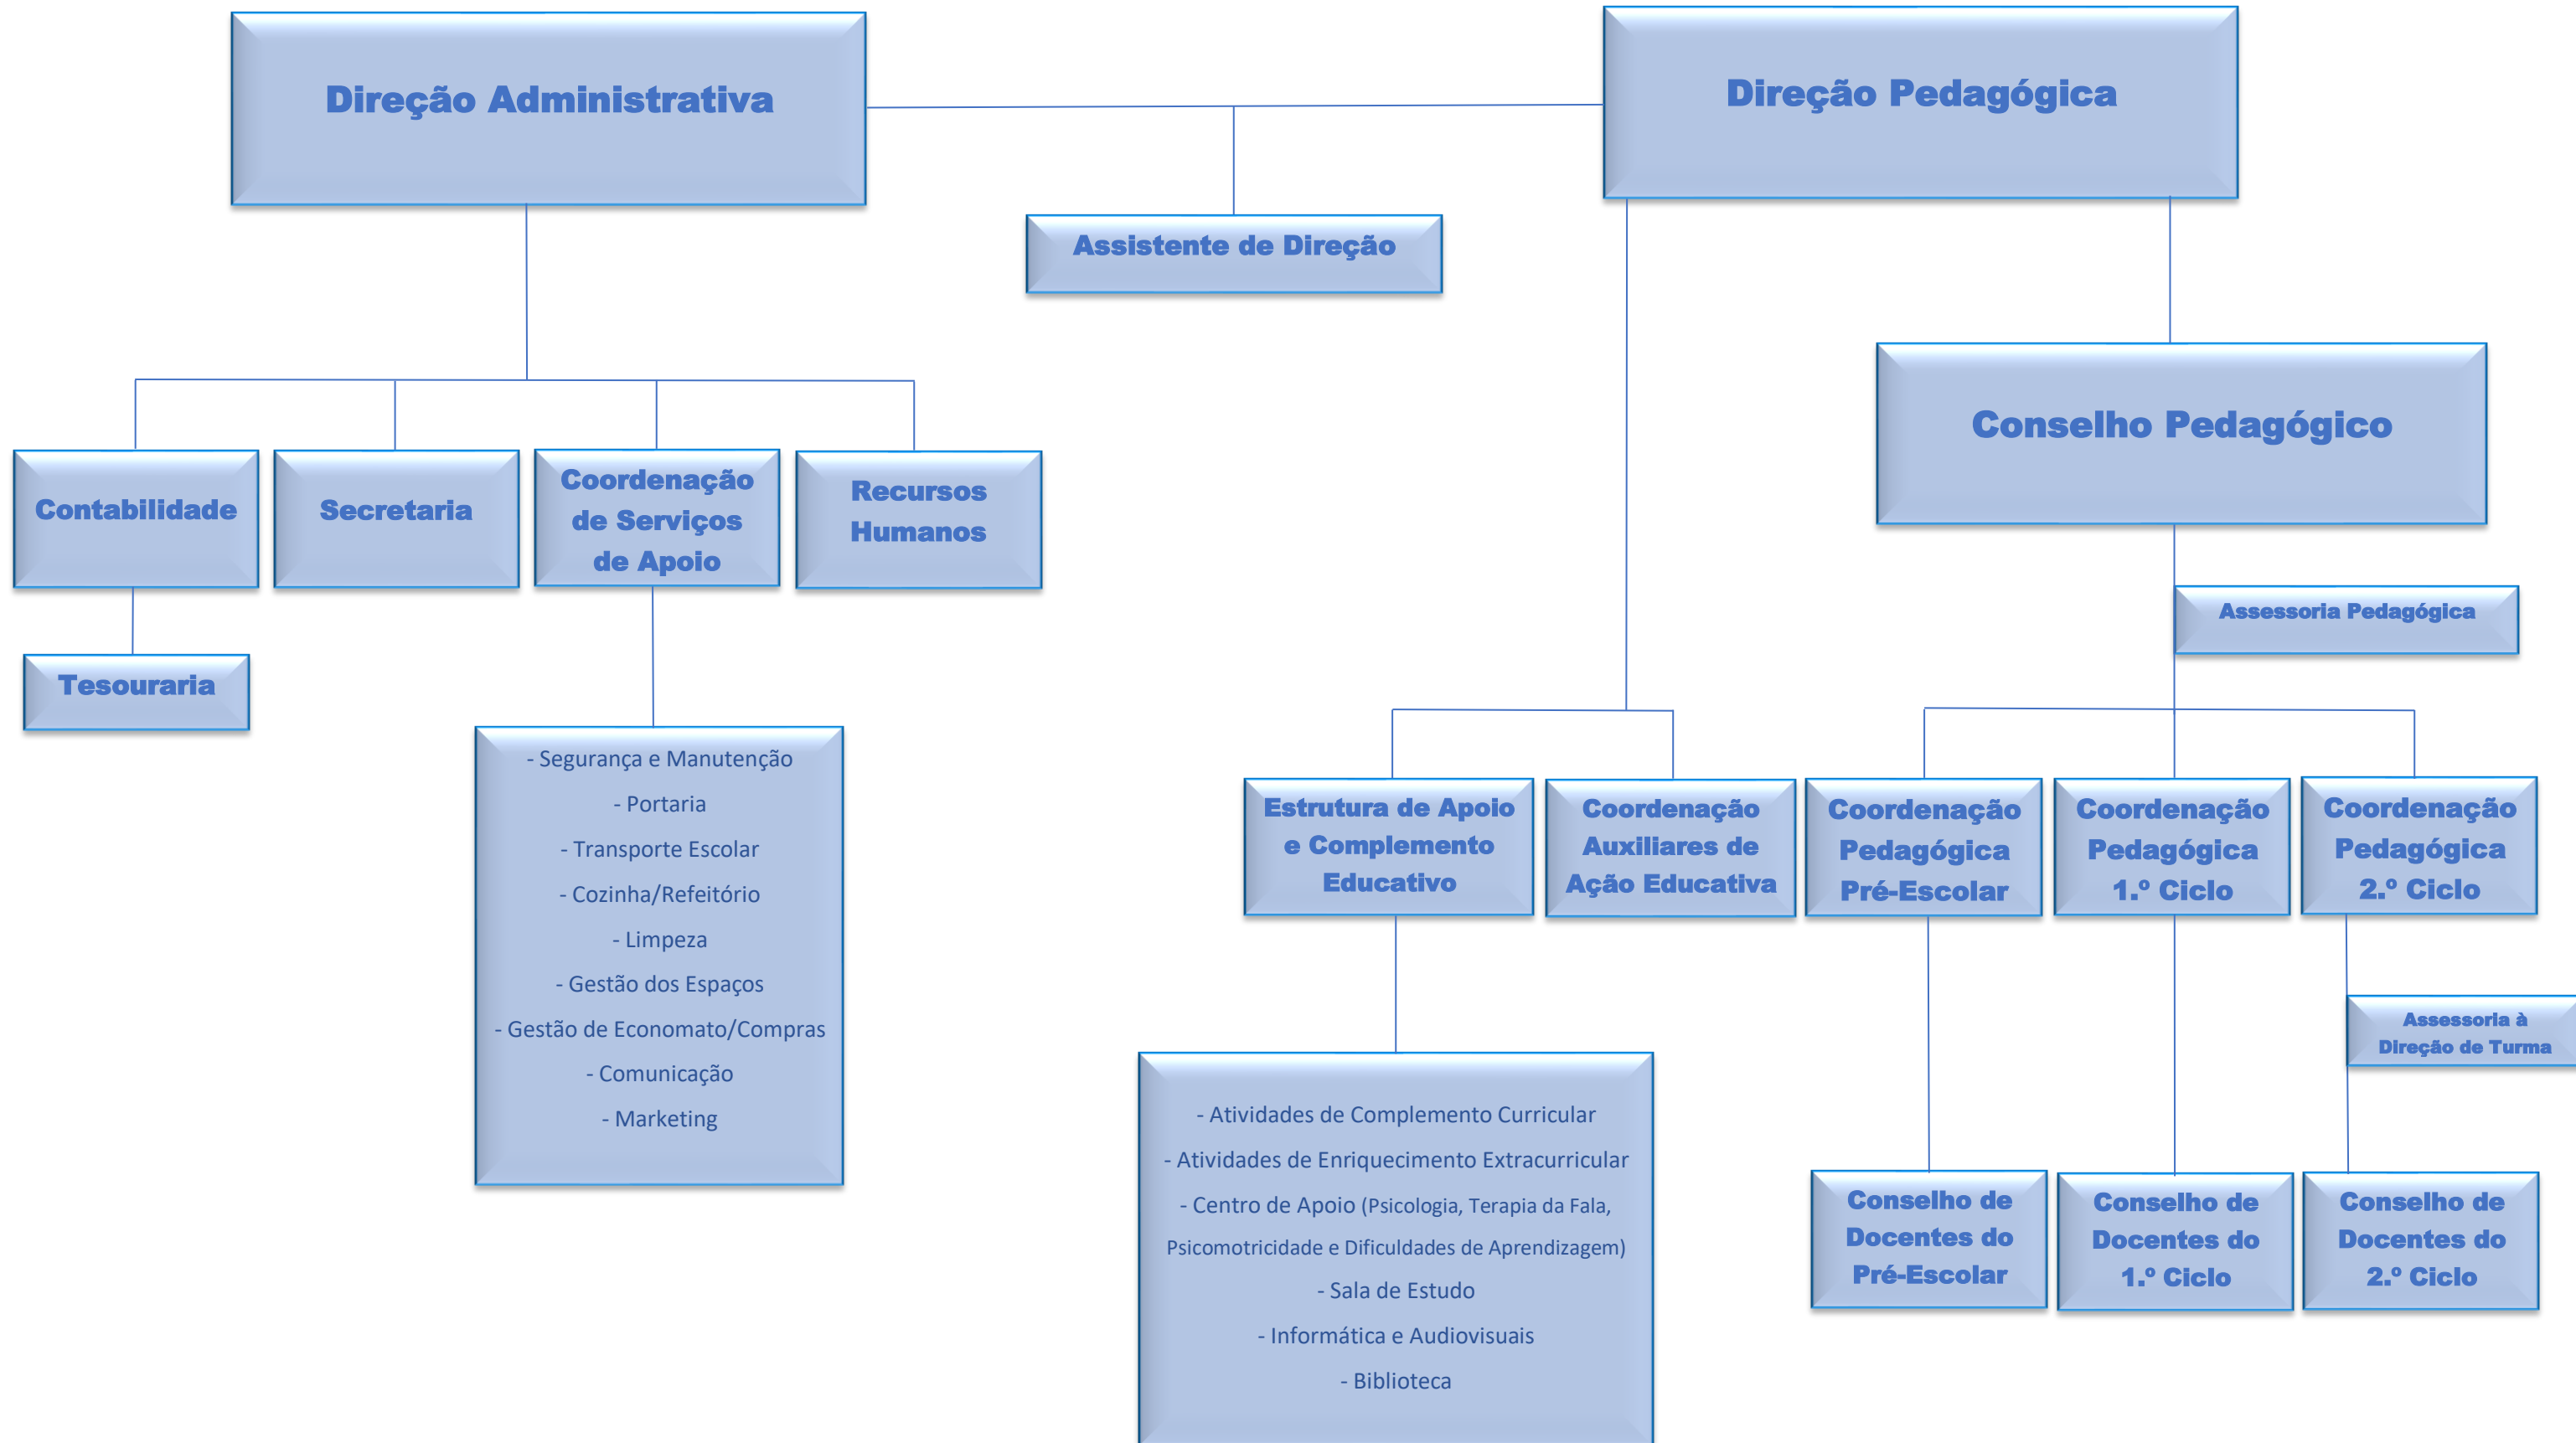 Direção Administrativa
Direção Pedagógica
Assistente de Direção
Conselho Pedagógico
Contabilidade
Secretaria
Coordenação
de Serviços
de Apoio
Recursos
Humanos
Assessoria Pedagógica
Tesouraria
- Segurança e Manutenção
- Portaria
- Transporte Escolar
- Cozinha/Refeitório
- Limpeza
- Gestão dos Espaços
- Gestão de Economato/Compras
- Comunicação
- Marketing
Estrutura de Apoio
e Complemento
Educativo
Coordenação
Auxiliares de
Ação Educativa
Coordenação
Pedagógica
Pré-Escolar
Coordenação
Pedagógica
1.º Ciclo
Coordenação
Pedagógica
2.º Ciclo
Assessoria à
Direção de Turma
- Atividades de Complemento Curricular
- Atividades de Enriquecimento Extracurricular
- Centro de Apoio (Psicologia, Terapia da Fala,
Psicomotricidade e Dificuldades de Aprendizagem)
- Sala de Estudo
- Informática e Audiovisuais
- Biblioteca
Conselho de
Docentes do
Pré-Escolar
Conselho de
Docentes do
1.º Ciclo
Conselho de
Docentes do
2.º Ciclo